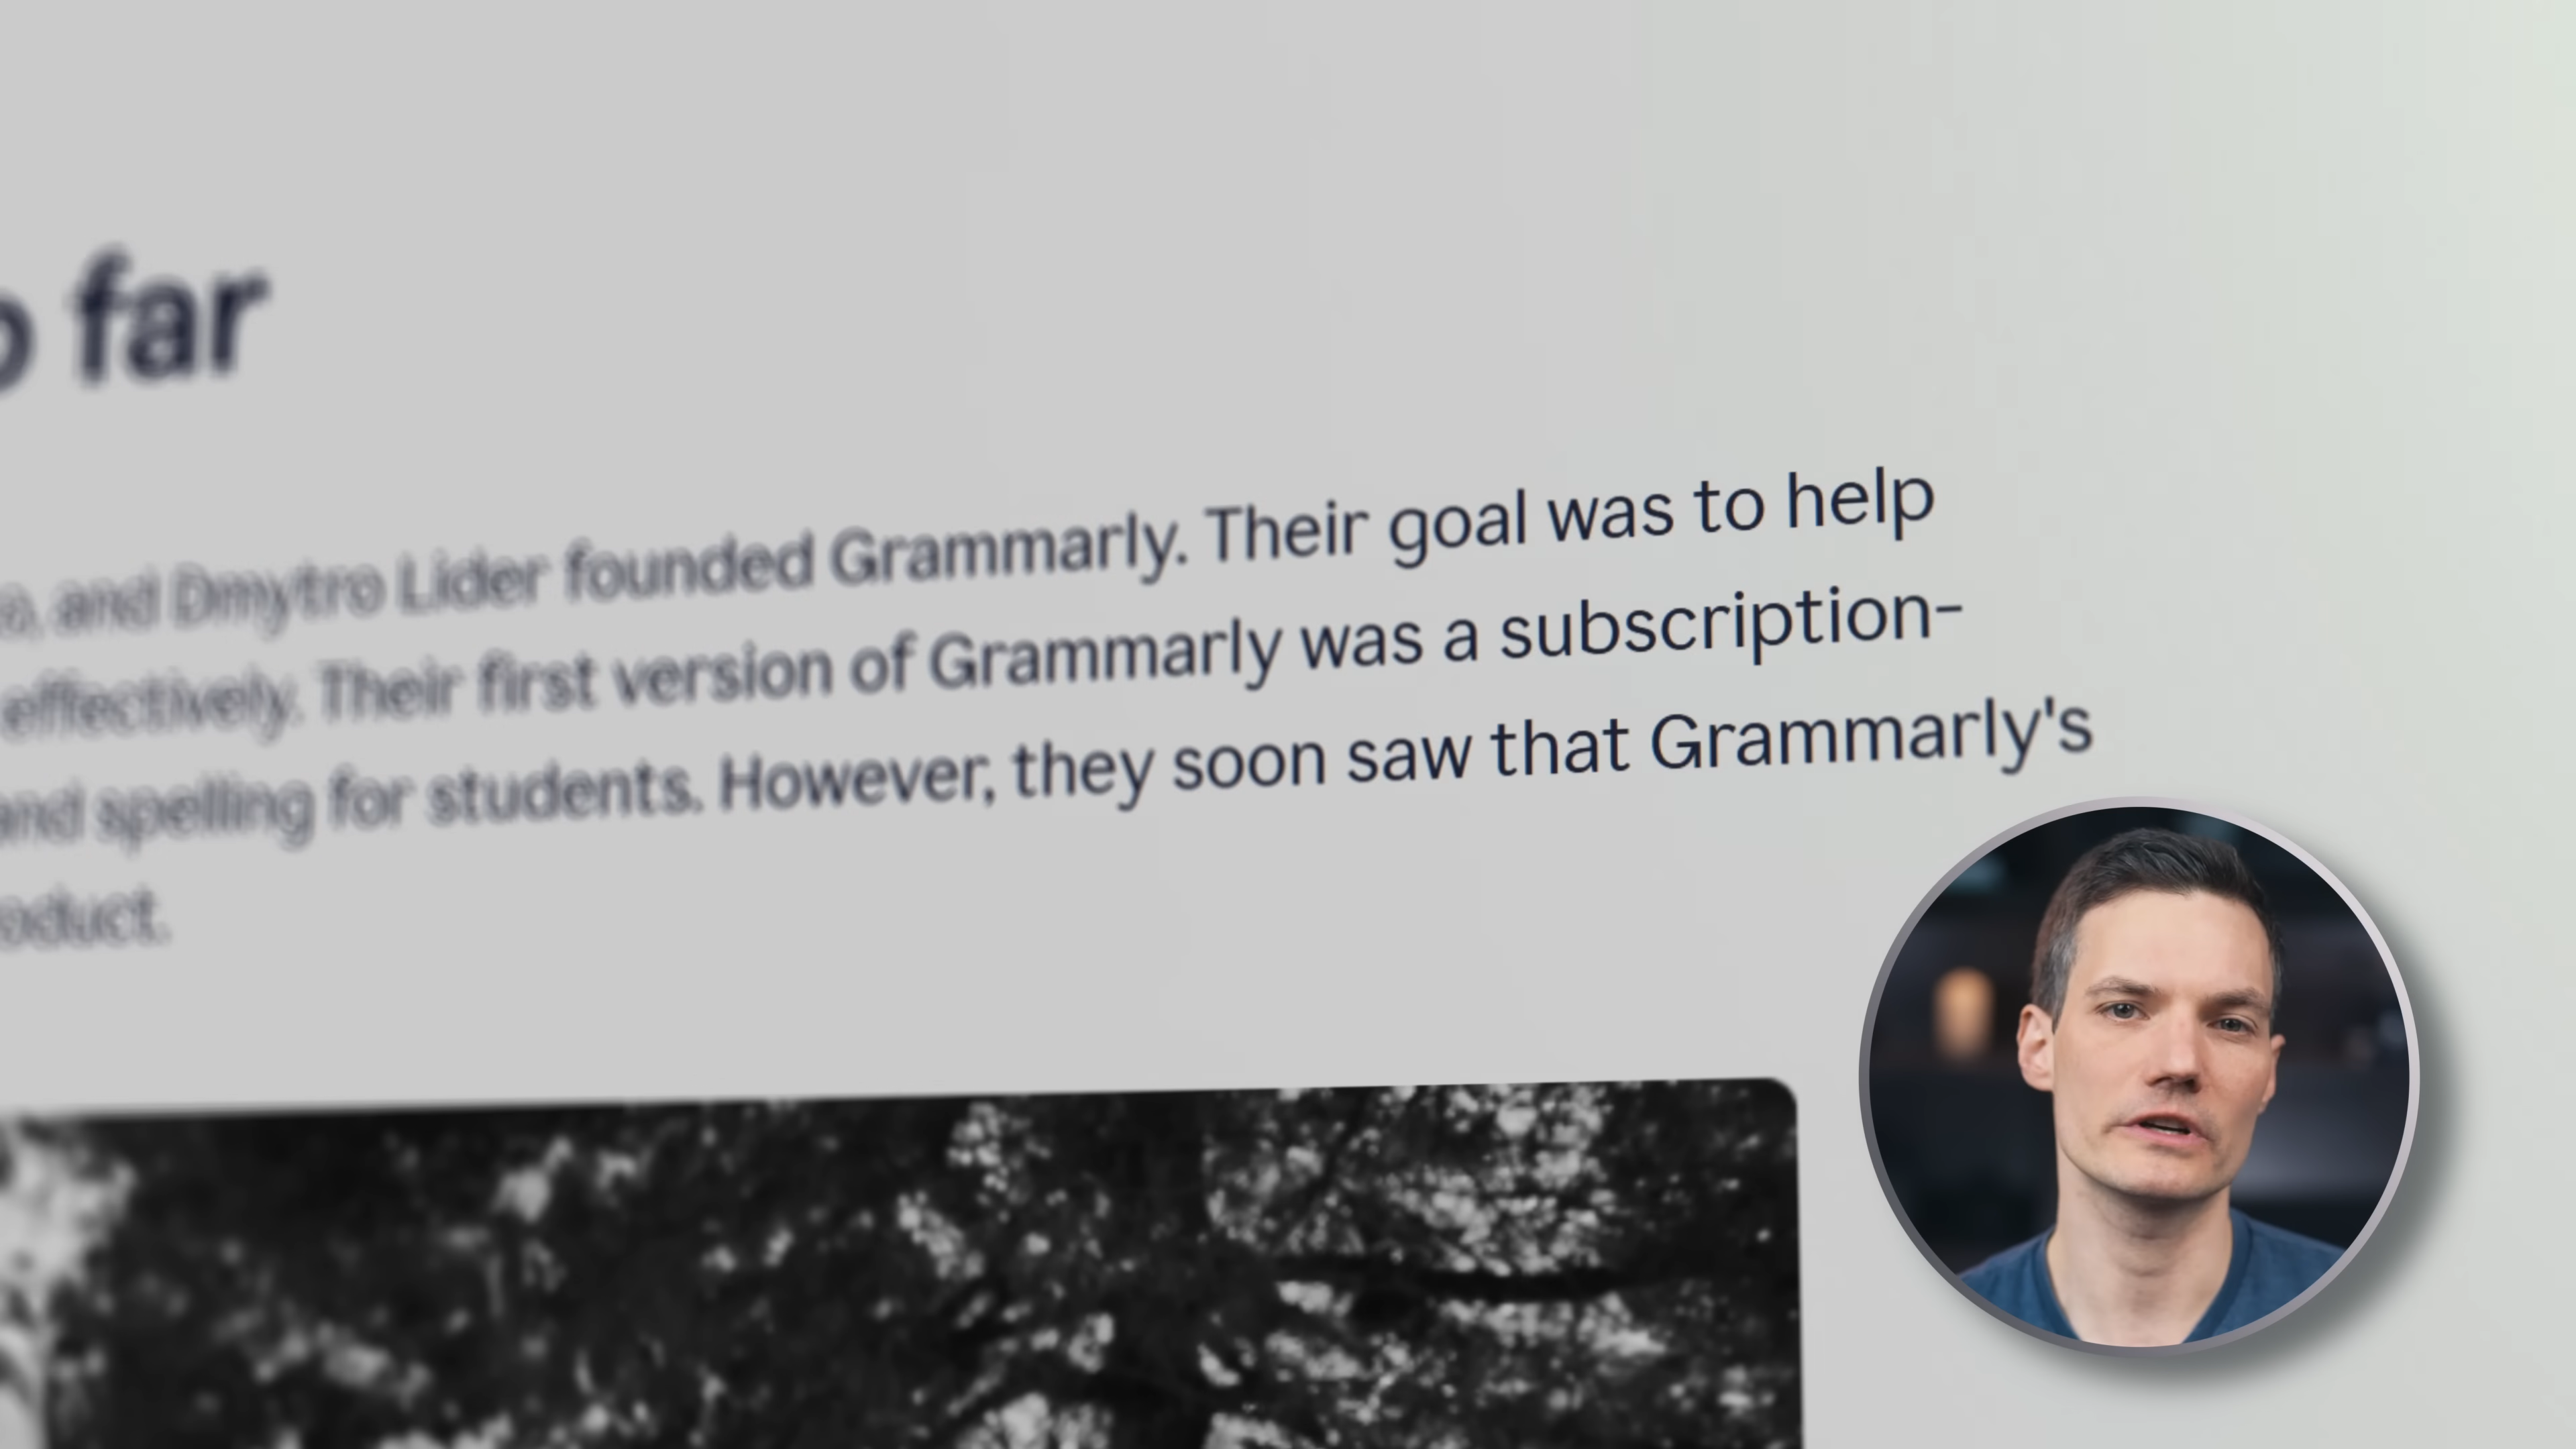 far
and Dmytro Lider founded Grammarly. Their goal was to help
effectively. Their first version of Grammarly was a subscription-
and spelling for students. However, they soon saw that Grammarly's